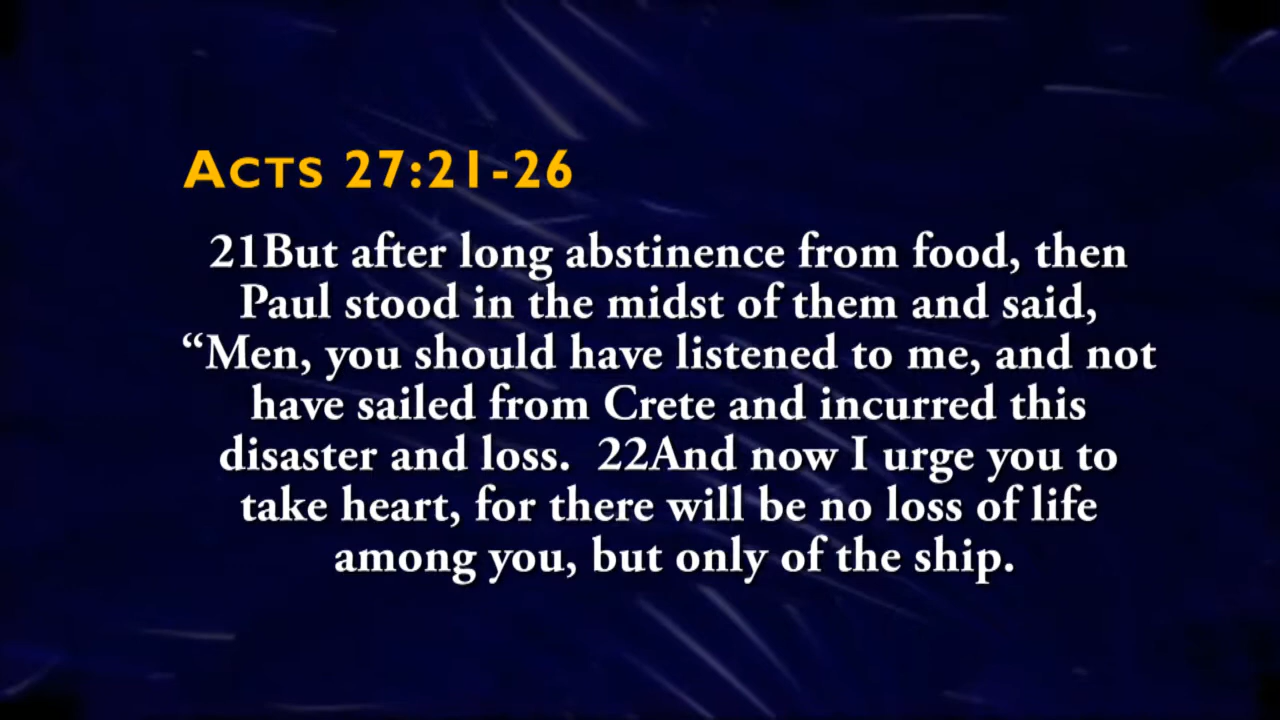 ACTS 27:21-26
21But after long abstinence from food, then
Paul stood in the midst of them and said,
“Men, you should have listened to me, and not
have sailed from Crete and incurred this
disaster and loss.  22And now I urge you to
take heart, for there will be no loss of life
among you, but only of the ship.